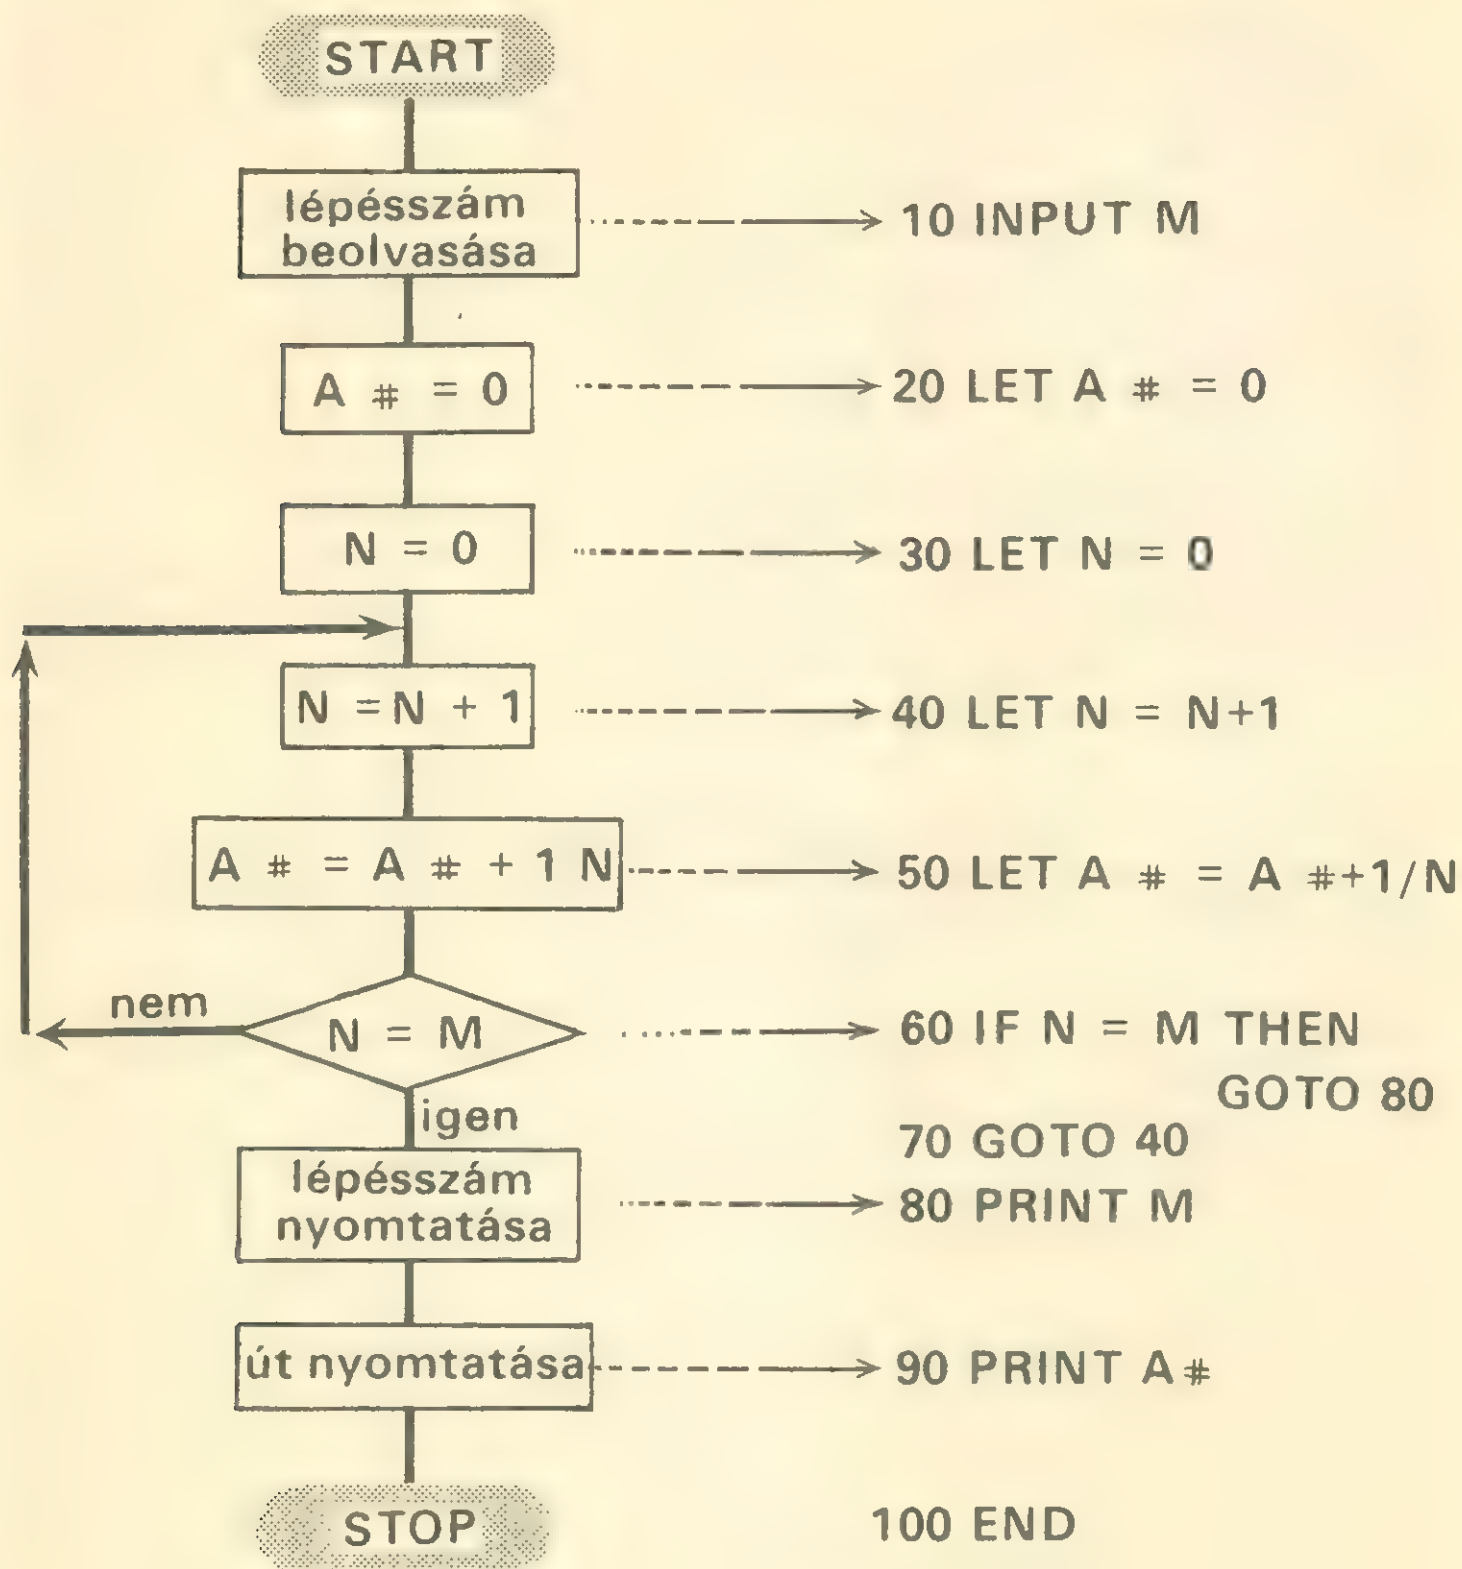 START
lépésszám
beolvasása
10 INPUT M
A # = 0
20 LET A # = 0
N = 0
30 LET N = 0
N = N + 1
40 LET N = N+1
A # = A # + 1 N
50 LET A # = A #+1/N
nem
N = M
60 IF N = M THEN
GOTO 80
igen
70 GOTO 40
lépésszám
nyomtatása
80 PRINT M
út nyomtatása
90 PRINT A#
STOP
100 END